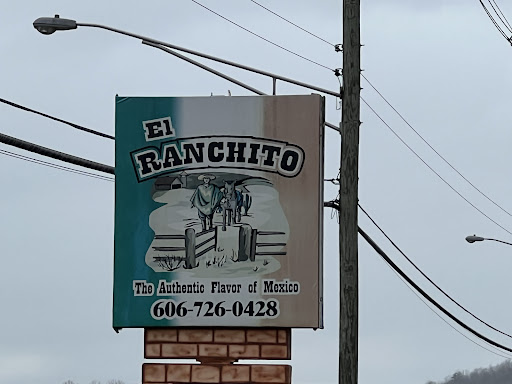 El
RANCHITO
The Authentic Flavor of Mexico
606-726-0428